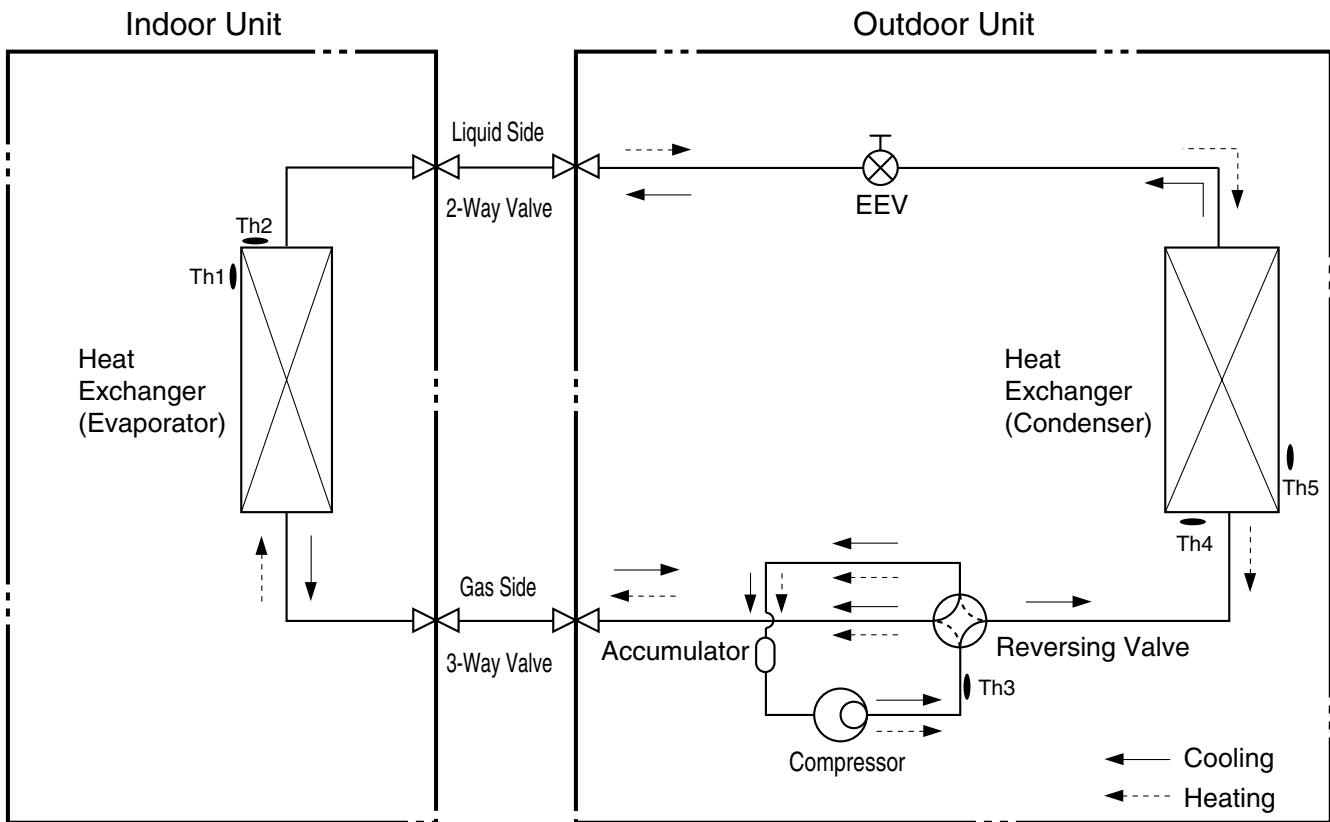 Indoor Unit
Outdoor Unit
Liquid Side
2-Way Valve
EEV
Th2
Th1
Heat
Exchanger
(Evaporator)
Heat
Exchanger
(Condenser)
Th5
Th4
Gas Side
3-Way Valve
Accumulator
Reversing Valve
Th3
Compressor
Cooling
Heating